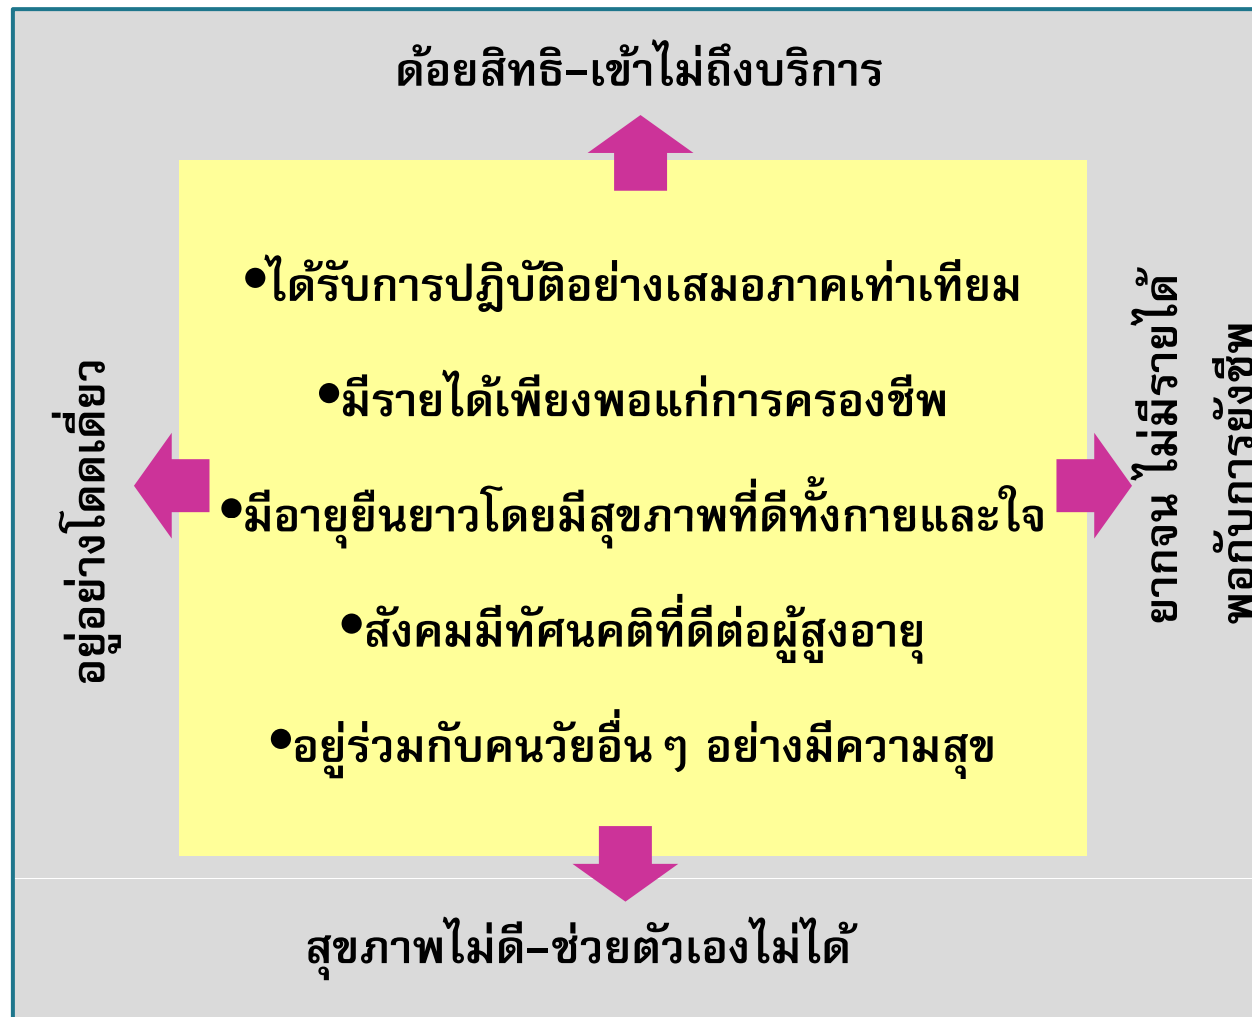 ด้อยสิทธิ–เข้าไม่ถึงบริการ
•ได้รับการปฎิบัติอย่างเสมอภาคเท่าเทียม
•มีรายได้เพียงพอแก่การครองชีพ
•มีอายุยืนยาวโดยมีสุขภาพที่ดีทั้งกายและใจ
•สังคมมีทัศนคติที่ดีต่อผู้สูงอายุ
•อยู่ร่วมกับคนวัยอื่น ๆ อย่างมีความสุข
อยู่อย่างโดดเดี่ยว
ยากจน ไม่มีรายได้
พอกับการยังชีพ
สุขภาพไม่ดี–ช่วยตัวเองไม่ได้